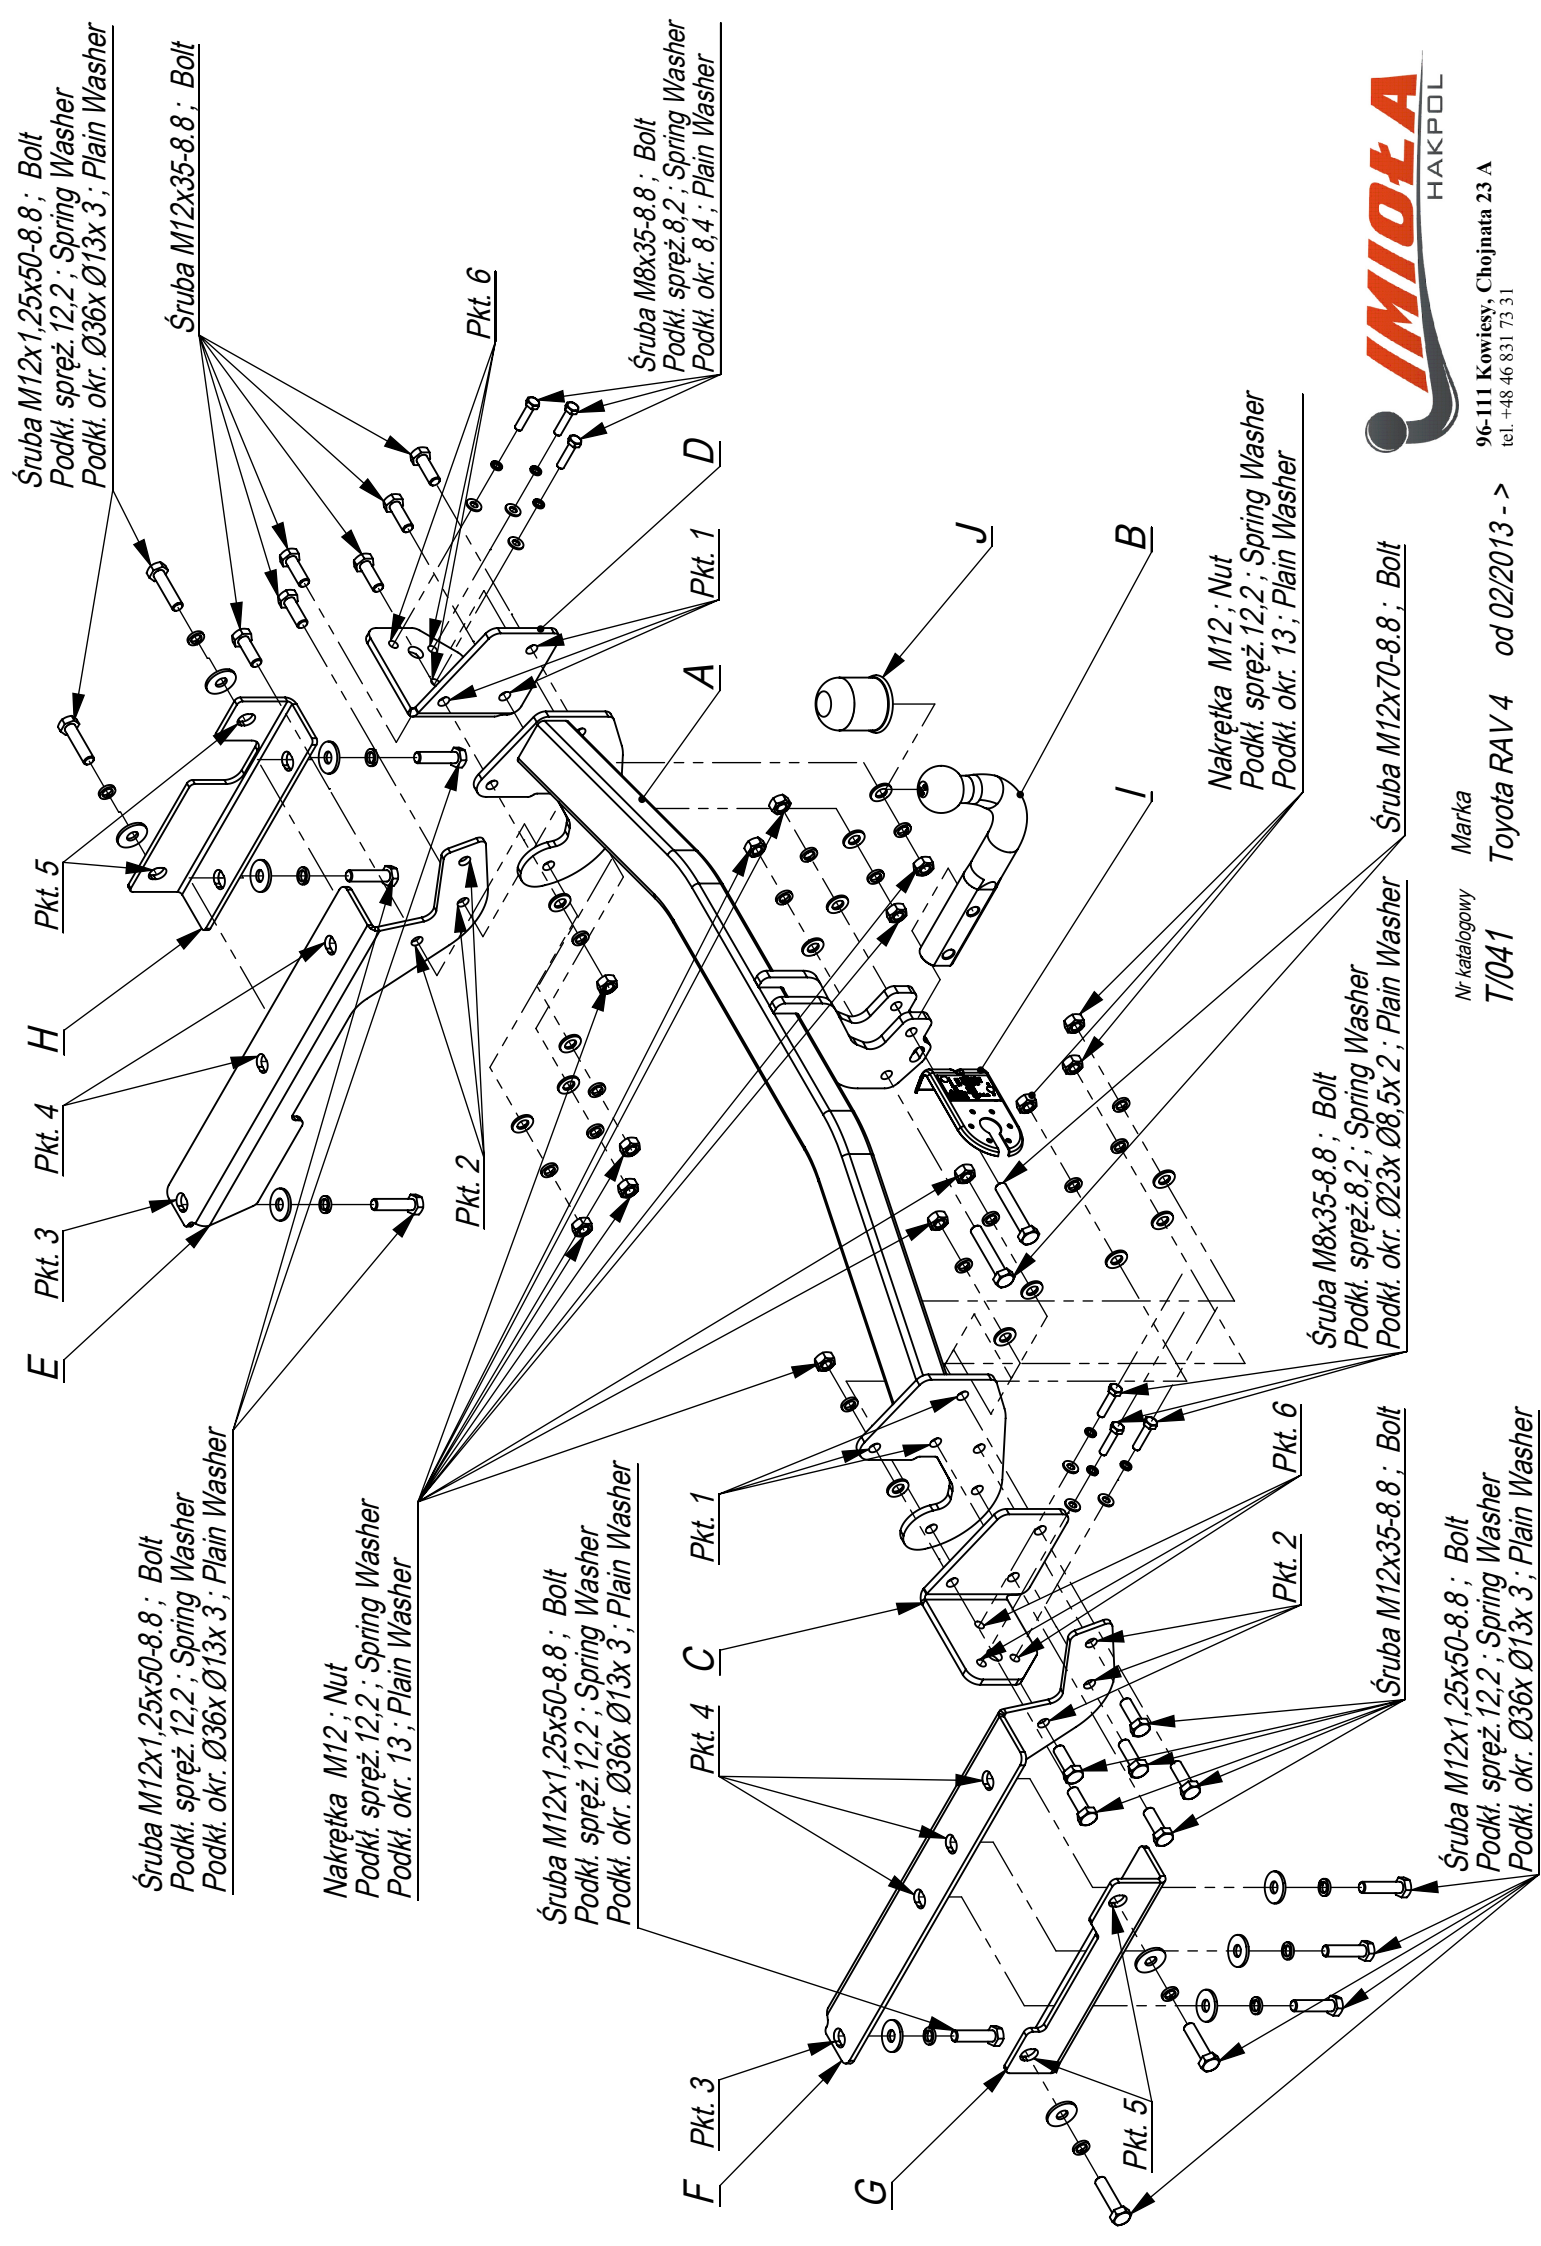 Śruba M12x1,25x50-8.8 ; Bolt
Podkł. spręż.12,2 ; Spring Washer
Podkł. okr. Ø36x Ø13x 3 ; Plain Washer
Śruba M12x35-8.8 ; Bolt
Pkt. 6
Śruba M8x35-8.8 ; Bolt
Podkł. spręż.8,2 ; Spring Washer
Podkł. okr. 8,4 ; Plain Washer
Pkt. 5
H
Pkt. 4
Pkt. 3
E
Pkt. 2
D
Pkt. 1
A
J
B
I
Nakrętka M12 ; Nut
Podkł. spręż.12,2 ; Spring Washer
Podkł. okr. 13 ; Plain Washer
Śruba M12x70-8.8 ; Bolt
Śruba M12x1,25x50-8.8 ; Bolt
Podkł. spręż.12,2 ; Spring Washer
Podkł. okr. Ø36x Ø13x 3 ; Plain Washer
Nakrętka M12 ; Nut
Podkł. spręż.12,2 ; Spring Washer
Podkł. okr. 13 ; Plain Washer
Śruba M12x1,25x50-8.8 ; Bolt
Podkł. spręż.12,2 ; Spring Washer
Podkł. okr. Ø36x Ø13x 3 ; Plain Washer
Pkt. 1
C
Pkt. 4
Pkt. 3
F
G
Pkt. 5
Śruba M8x35-8.8 ; Bolt
Podkł. spręż.8,2 ; Spring Washer
Podkł. okr. Ø23x Ø8,5x 2 ; Plain Washer
Pkt. 6
Pkt. 2
Śruba M12x35-8.8 ; Bolt
Śruba M12x1,25x50-8.8 ; Bolt
Podkł. spręż.12,2 ; Spring Washer
Podkł. okr. Ø36x Ø13x 3 ; Plain Washer
Nr katalogowy Marka
T/041 Toyota RAV 4 od 02/2013 - >
IMIOŁA
HAKPOL
96-111 Kowiesy, Chojnata 23 A
tel. +48 46 831 73 31